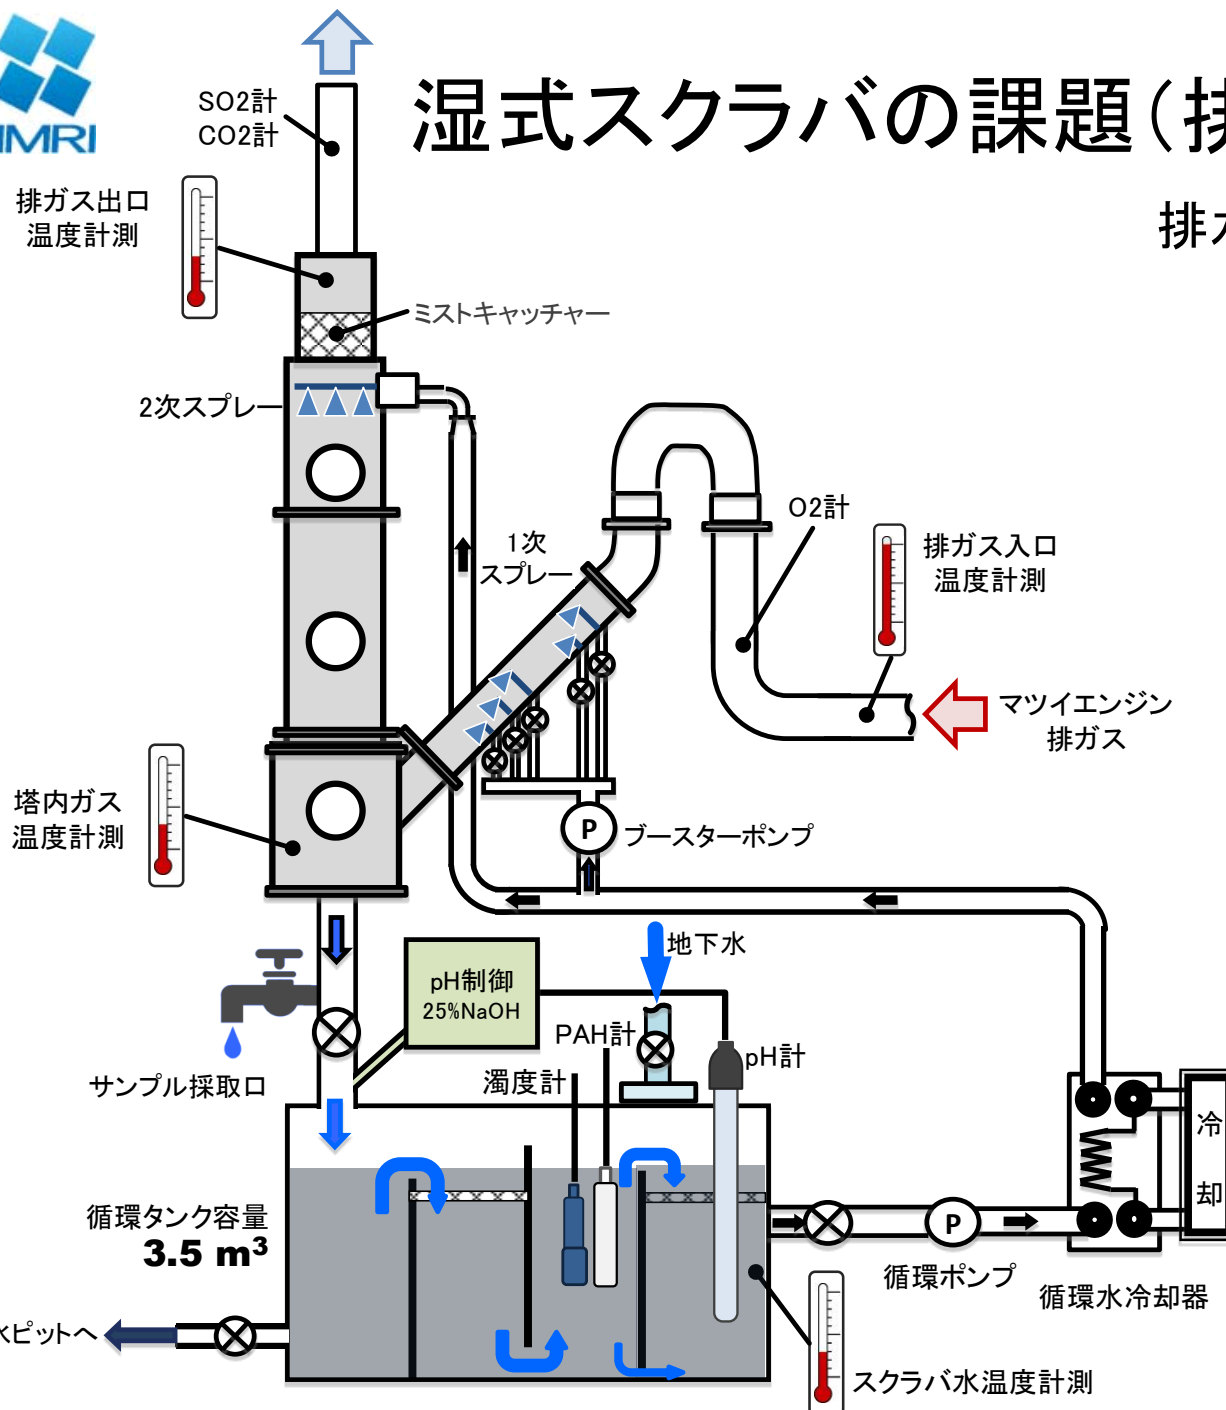 NMRI
湿式スクラバの課題(排
排
SO2計
CO2計
排ガス出口
温度計測
ミストキャッチャー
2次スプレー
1次
スプレー
O2計
排ガス入口
温度計測
マツイエンジン
排ガス
塔内ガス
温度計測
P
ブースターポンプ
地下水
pH制御
25%NaOH
PAH計
pH計
濁度計
サンプル採取口
冷
却
循環タンク容量
3.5 m³
P
循環ポンプ
循環水冷却器
水ピットへ
スクラバ水温度計測